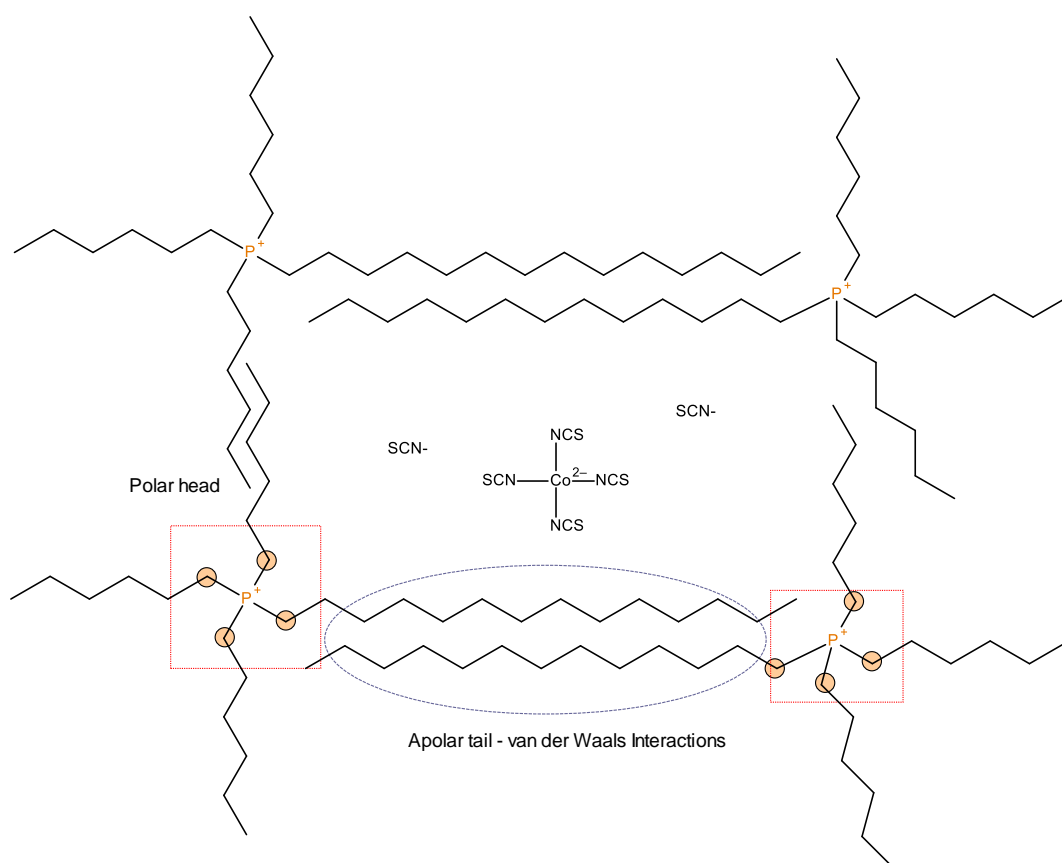 P+
P+
SCN-
SCN-
NCS
SCN Co2– NCS
NCS
Polar head
P+
P+
Apolar tail - van der Waals Interactions